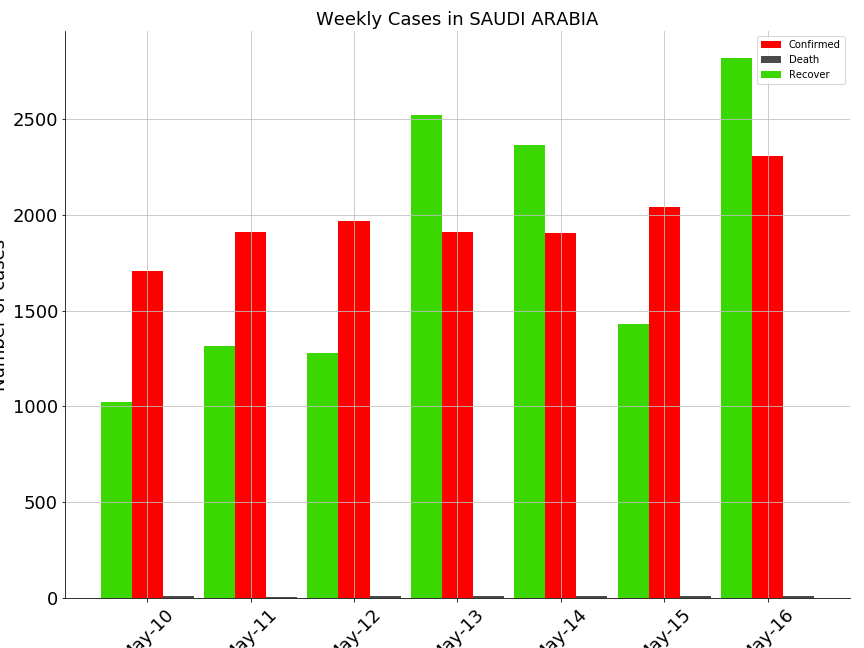 Weekly Cases in SAUDI ARABIA
Confirmed
Death
Recover
Number of cases
2500
2000
1500
1000
500
0
May-10
May-11
May-12
May-13
May-14
May-15
May-16